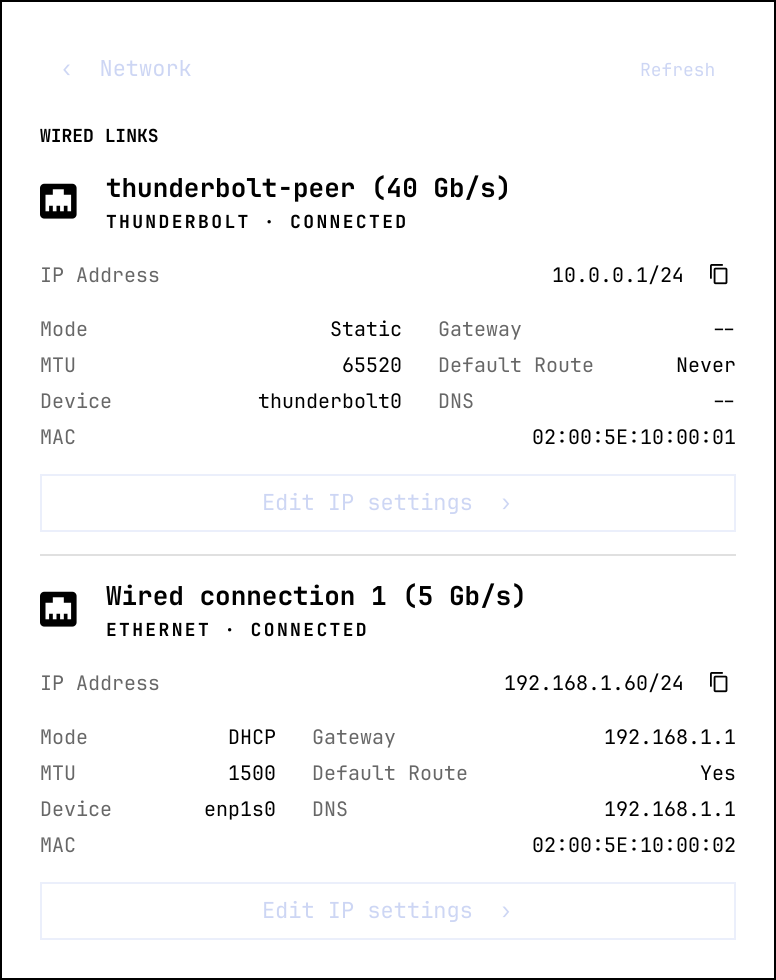 ‹ Network Refresh
WIRED LINKS
thunderbolt-peer (40 Gb/s)
THUNDERBOLT · CONNECTED
IP Address 10.0.0.1/24
Mode Static Gateway --
MTU 65520 Default Route Never
Device thunderbolt0 DNS --
MAC 02:00:5E:10:00:01
Edit IP settings ›
Wired connection 1 (5 Gb/s)
ETHERNET · CONNECTED
IP Address 192.168.1.60/24
Mode DHCP Gateway 192.168.1.1
MTU 1500 Default Route Yes
Device enp1s0 DNS 192.168.1.1
MAC 02:00:5E:10:00:02
Edit IP settings ›